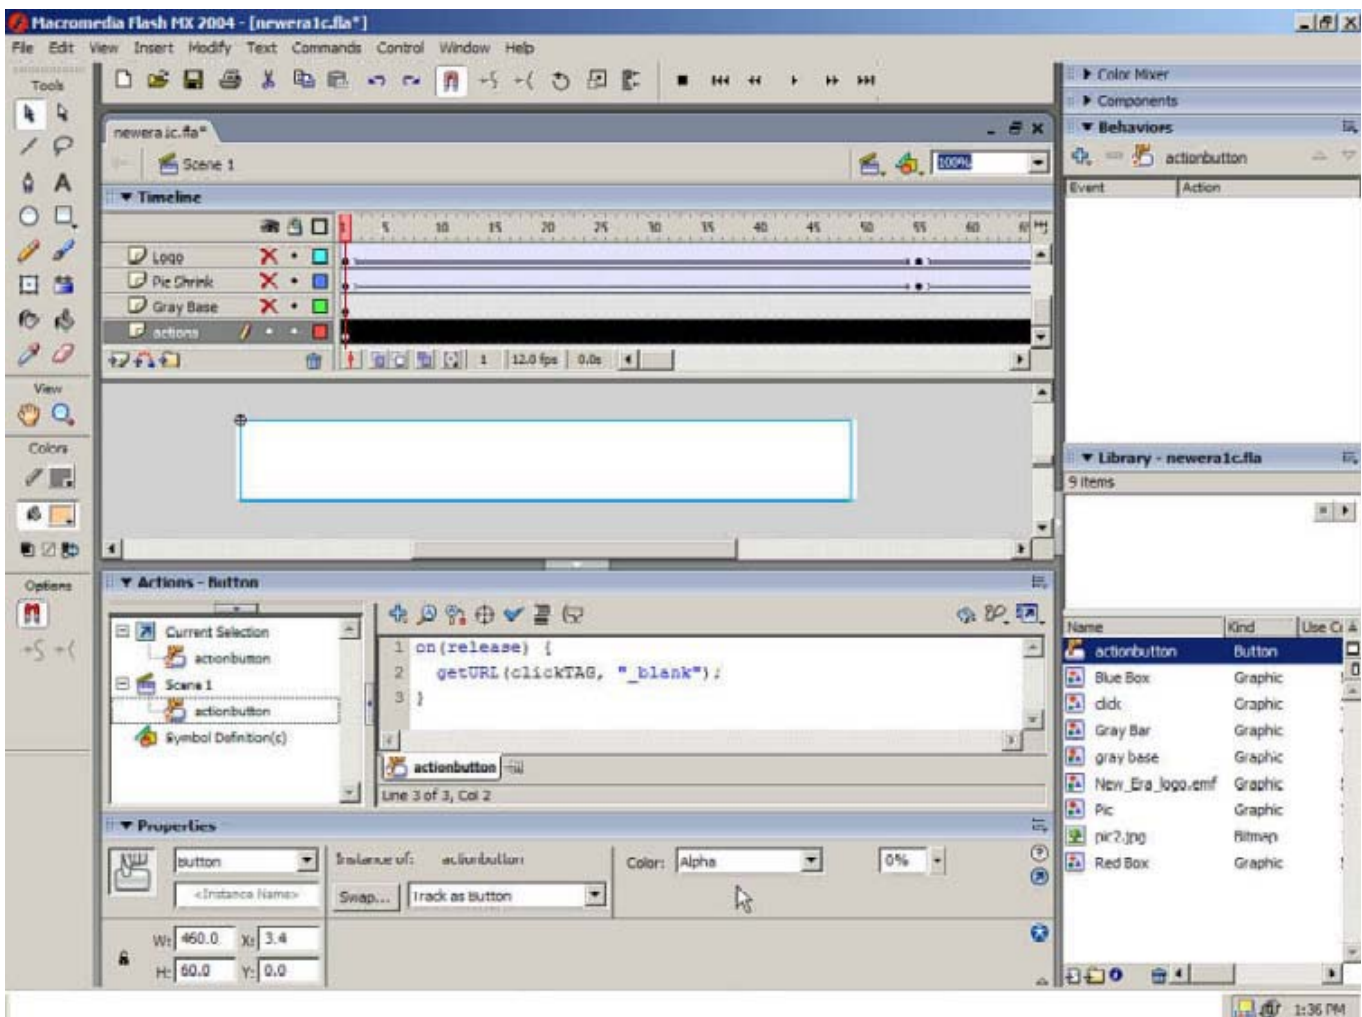 Macromedia Flash MX 2004 - [newera1c.fla*]
File Edit View Insert Modify Text Commands Control Window Help
Tools
newera1c.fla*
Scene 1
100%
Timeline
1 5 10 15 20 25 30 35 40 45 50 55 60 65
Logo
Pic Shrink
Gray Base
actions
1 12.0 fps 0.0s
View
Colors
Options
Actions - Button
Current Selection
actionbutton
Scene 1
actionbutton
Symbol Definition(s)
1 on(release) {
2 getURL(clickTAG, "_blank");
3 }
actionbutton
Line 3 of 3, Col 2
Properties
Button
Instance of: actionbutton
Color: Alpha 0%
<Instance Name>
Swap... Track as Button
W: 460.0 X: 3.4
H: 60.0 Y: 0.0
Color Mixer
Components
Behaviors
actionbutton
Event Action
Library - newera1c.fla
9 items
Name Kind Use C
actionbutton Button
Blue Box Graphic
click Graphic
Gray Bar Graphic
gray base Graphic
New_Era_logo.emf Graphic
Pic Graphic
pic2.jpg Bitmap
Red Box Graphic
1:36 PM